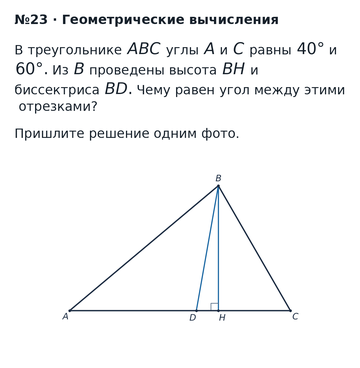 №23 · Геометрические вычисления
В треугольнике ABC углы A и C равны 40° и
60°. Из B проведены высота BH и
биссектриса BD. Чему равен угол между этими
отрезками?
Пришлите решение одним фото.
B
A
D
H
C